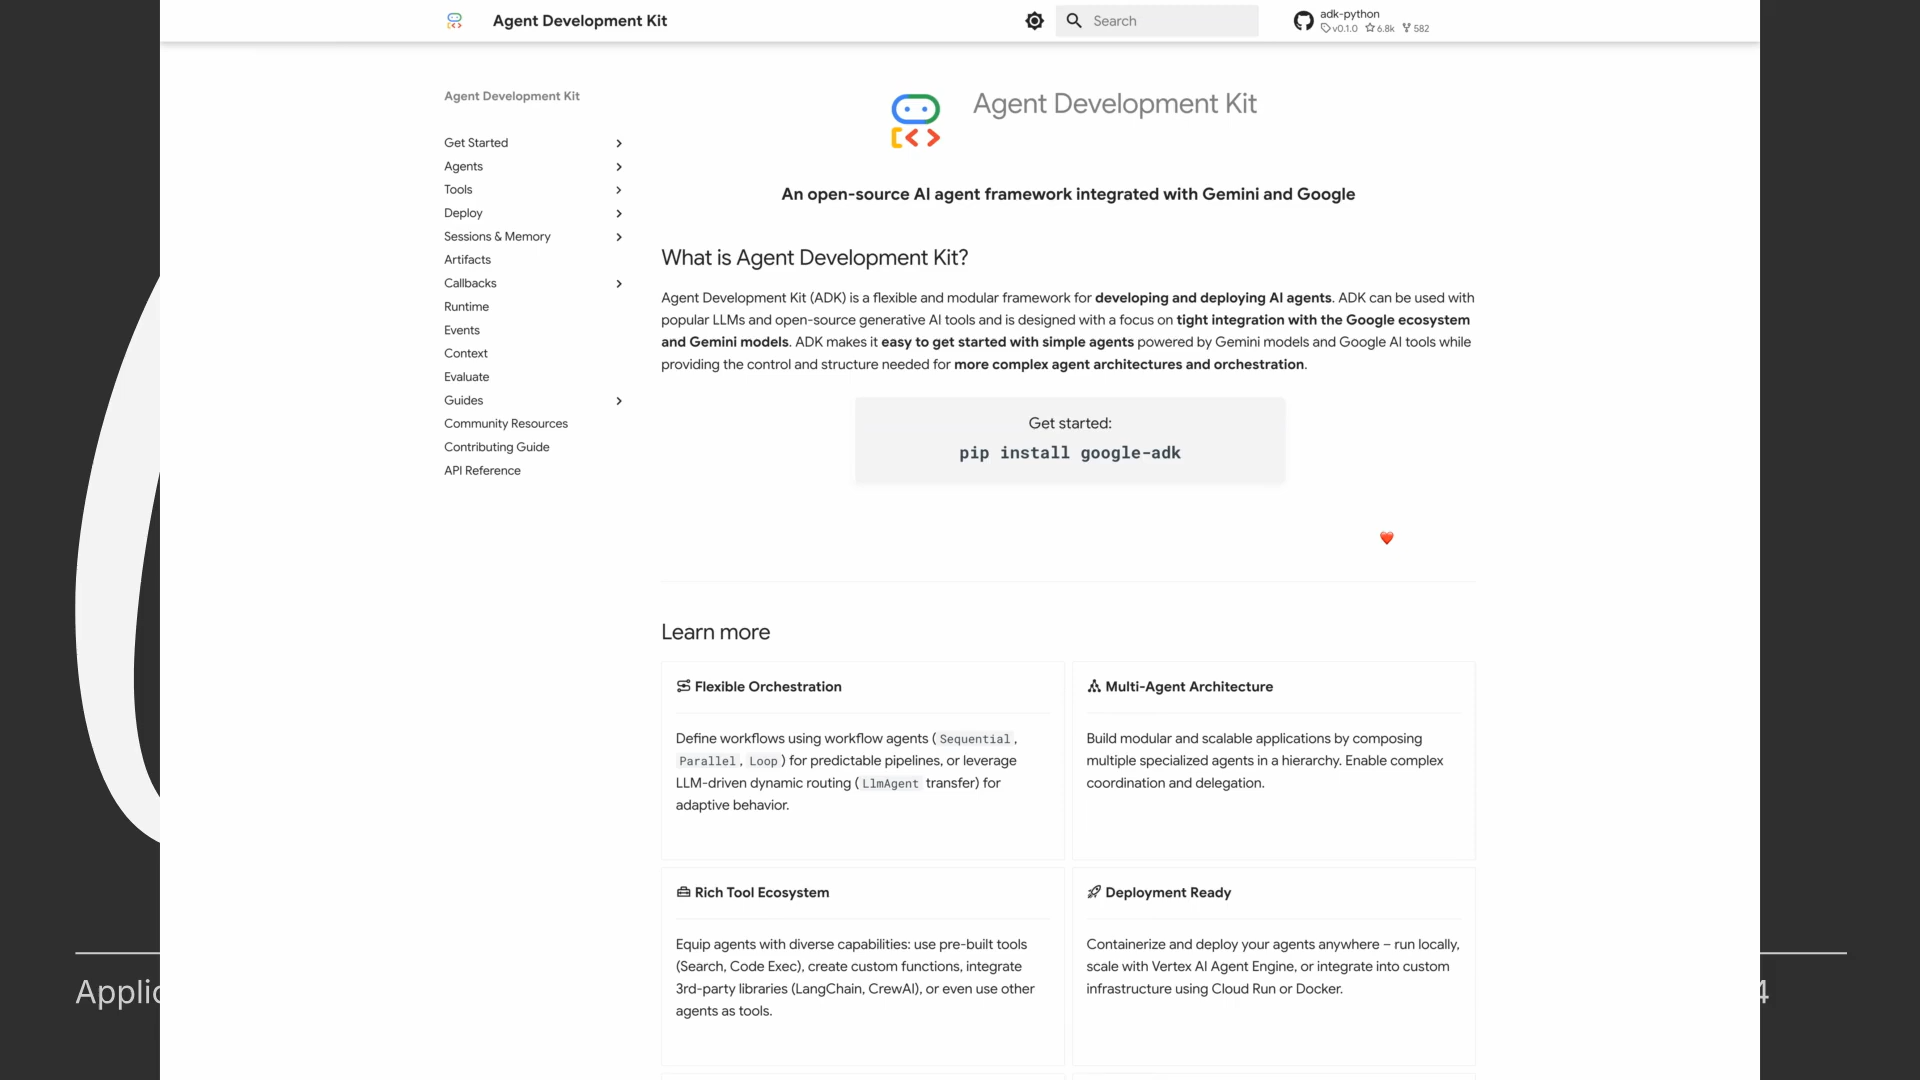 Agent Development Kit
Search
adk-python
v0.1.0 6.8k 582
Agent Development Kit
Get Started
Agents
Tools
Deploy
Sessions & Memory
Artifacts
Callbacks
Runtime
Events
Context
Evaluate
Guides
Community Resources
Contributing Guide
API Reference
Agent Development Kit
An open-source AI agent framework integrated with Gemini and Google
What is Agent Development Kit?
Agent Development Kit (ADK) is a flexible and modular framework for developing and deploying AI agents. ADK can be used with
popular LLMs and open-source generative AI tools and is designed with a focus on tight integration with the Google ecosystem
and Gemini models. ADK makes it easy to get started with simple agents powered by Gemini models and Google AI tools while
providing the control and structure needed for more complex agent architectures and orchestration.
Get started:
pip install google-adk
Learn more
Flexible Orchestration
Define workflows using workflow agents (Sequential,
Parallel, Loop) for predictable pipelines, or leverage
LLM-driven dynamic routing (LlmAgent transfer) for
adaptive behavior.
Multi-Agent Architecture
Build modular and scalable applications by composing
multiple specialized agents in a hierarchy. Enable complex
coordination and delegation.
Rich Tool Ecosystem
Equip agents with diverse capabilities: use pre-built tools
(Search, Code Exec), create custom functions, integrate
3rd-party libraries (LangChain, CrewAI), or even use other
agents as tools.
Deployment Ready
Containerize and deploy your agents anywhere – run locally,
scale with Vertex AI Agent Engine, or integrate into custom
infrastructure using Cloud Run or Docker.